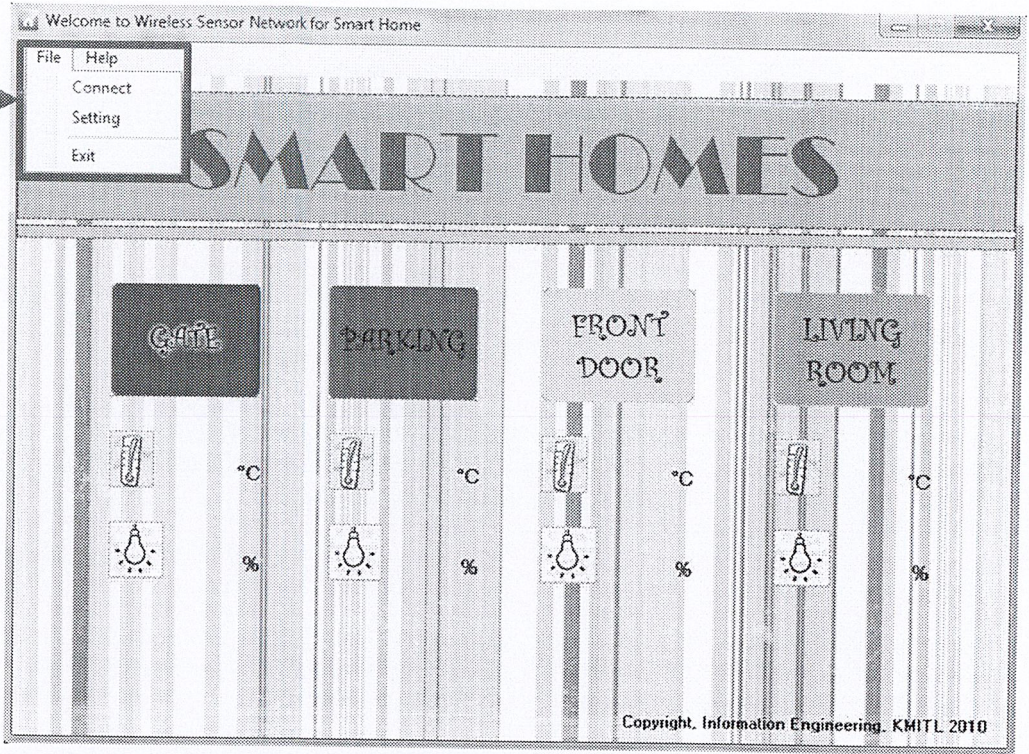 Welcome to Wireless Sensor Network for Smart Home
File Help
Connect
Setting
Exit
SMART HOMES
GATE PARKING FRONT DOOR LIVING ROOM
°C °C °C °C
% % % %
Copyright, Information Engineering, KMITL 2010